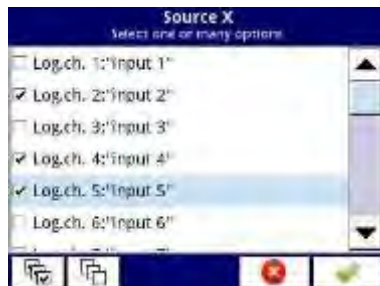 Source X
Select one or many options
Log.ch. 1:"Input 1"
Log.ch. 2:"Input 2"
Log.ch. 3:"Input 3"
Log.ch. 4:"Input 4"
Log.ch. 5:"Input 5"
Log.ch. 6:"Input 6"